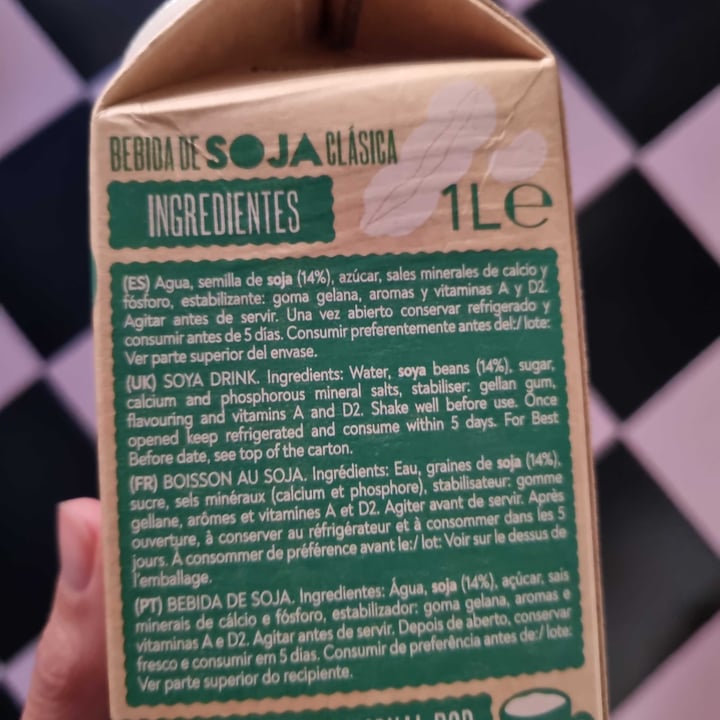 BEBIDA DE SOJA CLÁSICA
INGREDIENTES
1L e
(ES) Agua, semilla de soja (14%), azúcar, sales minerales de calcio y
fósforo, estabilizante: goma gelana, aromas y vitaminas A y D2.
Agitar antes de servir. Una vez abierto conservar refrigerado y
consumir antes de 5 días. Consumir preferentemente antes del:/ lote:
Ver parte superior del envase.
(UK) SOYA DRINK. Ingredients: Water, soya beans (14%), sugar,
calcium and phosphorous mineral salts, stabiliser: gellan gum,
flavouring and vitamins A and D2. Shake well before use. Once
opened keep refrigerated and consume within 5 days. For Best
Before date, see top of the carton.
(FR) BOISSON AU SOJA. Ingrédients: Eau, graines de soja (14%),
sucre, sels minéraux (calcium et phosphore), stabilisateur: gomme
gellane, arômes et vitamines A et D2. Agiter avant de servir. Après
ouverture, à conserver au réfrigérateur et à consommer dans les 5
jours. À consommer de préférence avant le:/ lot: Voir sur le dessus de
l'emballage.
(PT) BEBIDA DE SOJA. Ingredientes: Água, soja (14%), açúcar, sais
minerais de cálcio e fósforo, estabilizador: goma gelana, aromas e
vitaminas A e D2. Agitar antes de servir. Depois de aberto, conservar
fresco e consumir em 5 dias. Consumir de preferência antes de:/ lote:
Ver parte superior do recipiente.